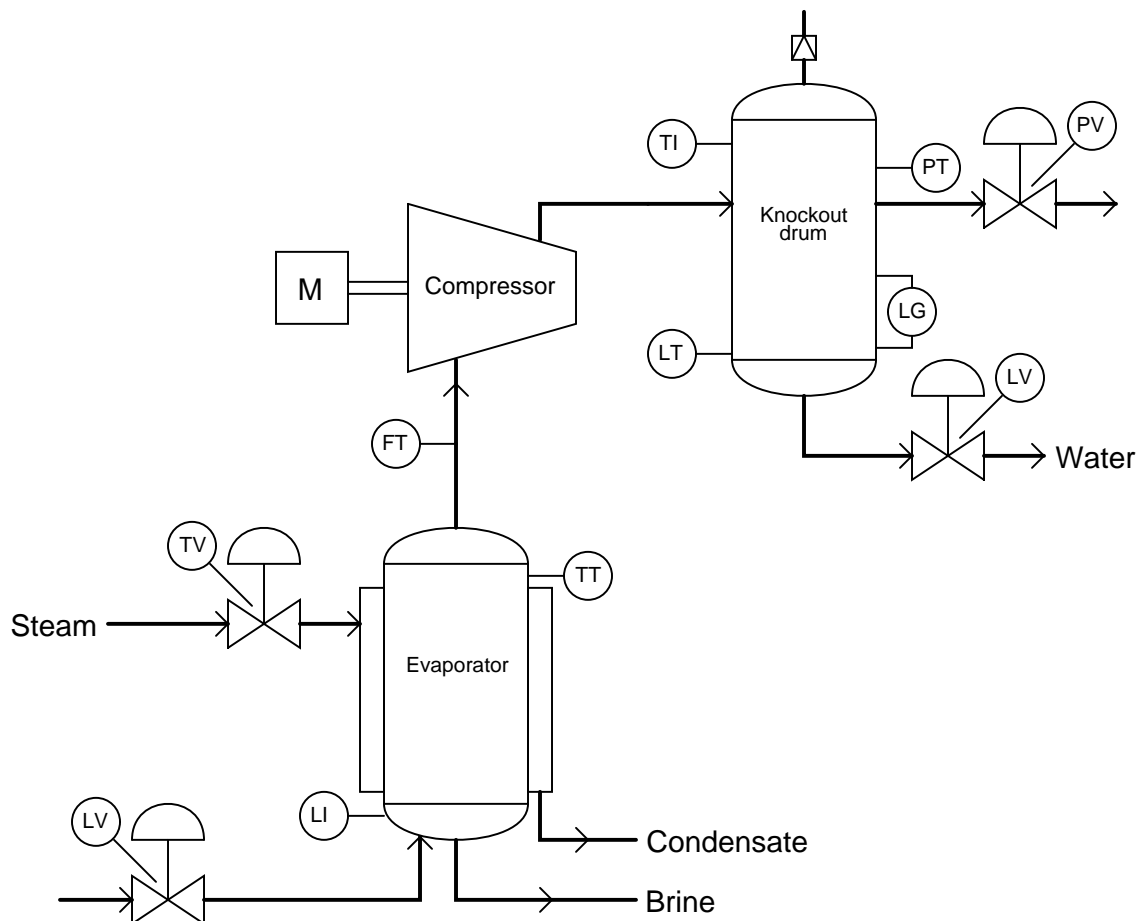 TI
PV
PT
Knockout
drum
M
Compressor
LG
LT
LV
FT
Water
TV
TT
Steam
Evaporator
LI
LV
Condensate
Brine